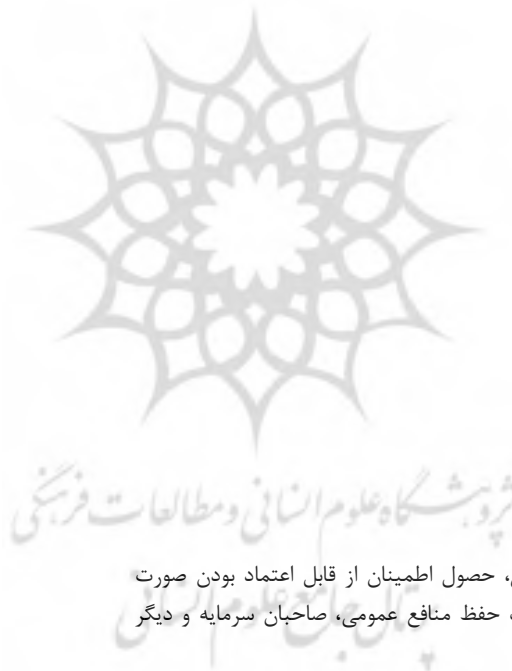 پژوهشگاه علوم انسانی و مطالعات فرهنگی
، حصول اطمینان از قابل اعتماد بودن صورت
حفظ منافع عمومی، صاحبان سرمایه و دیگر
جامع علوم انسانی